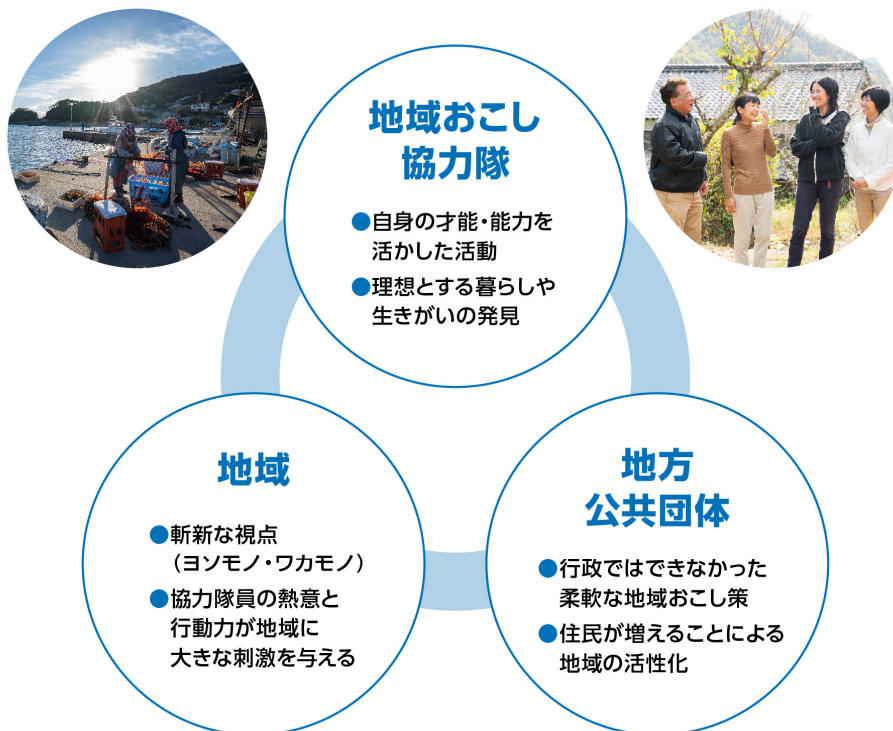 地域おこし
協力隊
●自身の才能・能力を
活かした活動
●理想とする暮らしや
生きがいの発見
地域
●斬新な視点
（ヨソモノ・ワカモノ）
●協力隊員の熱意と
行動力が地域に
大きな刺激を与える
地方
公共団体
●行政ではできなかった
柔軟な地域おこし策
●住民が増えることによる
地域の活性化